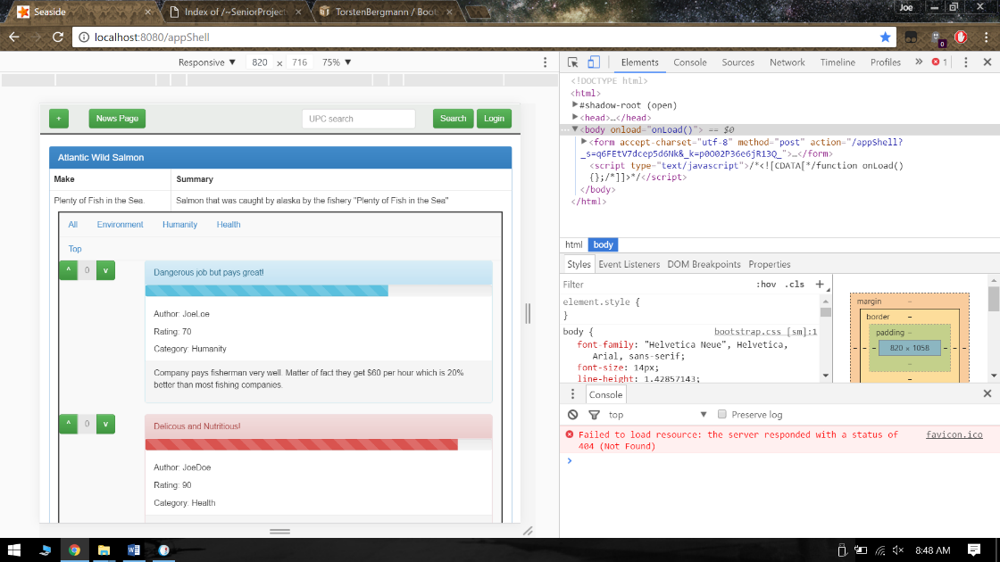 Seaside
Index of /~SeniorProject
TorstenBergmann / Boot
Joe
localhost:8080/appShell
0
Responsive ▼ 820 x 716 75% ▼
Elements Console Sources Network Timeline Profiles » 1
+ News Page UPC search Search Login
Atlantic Wild Salmon
Make Summary
Plenty of Fish in the Sea. Salmon that was caught by alaska by the fishery "Plenty of Fish in the Sea"
All Environment Humanity Health
Top
^ 0 v
Dangerous job but pays great!
Author: JoeLoe
Rating: 70
Category: Humanity
Company pays fisherman very well. Matter of fact they get $60 per hour which is 20%
better than most fishing companies.
^ 0 v
Delicous and Nutritious!
Author: JoeDoe
Rating: 90
Category: Health
<!DOCTYPE html>
<html>
▶#shadow-root (open)
▶<head>…</head>
…▼<body onload="onLoad()"> == $0
▶<form accept-charset="utf-8" method="post" action="/appShell?
_s=q6FEtV7dcep5d6Nk&_k=p0O02P36e6jR13Q_">…</form>
<script type="text/javascript">/*<![CDATA[*/function onLoad()
{};/*]]>*/</script>
</body>
</html>
html body
Styles Event Listeners DOM Breakpoints Properties
Filter :hov .cls +
element.style {
}
body { bootstrap.css [sm]:1
font-family: "Helvetica Neue", Helvetica,
Arial, sans-serif;
font-size: 14px;
line-height: 1.42857143;
margin –
border –
padding –
820 × 1058
Console
top ▼ Preserve log
Failed to load resource: the server responded with a status of favicon.ico
404 (Not Found)
8:48 AM